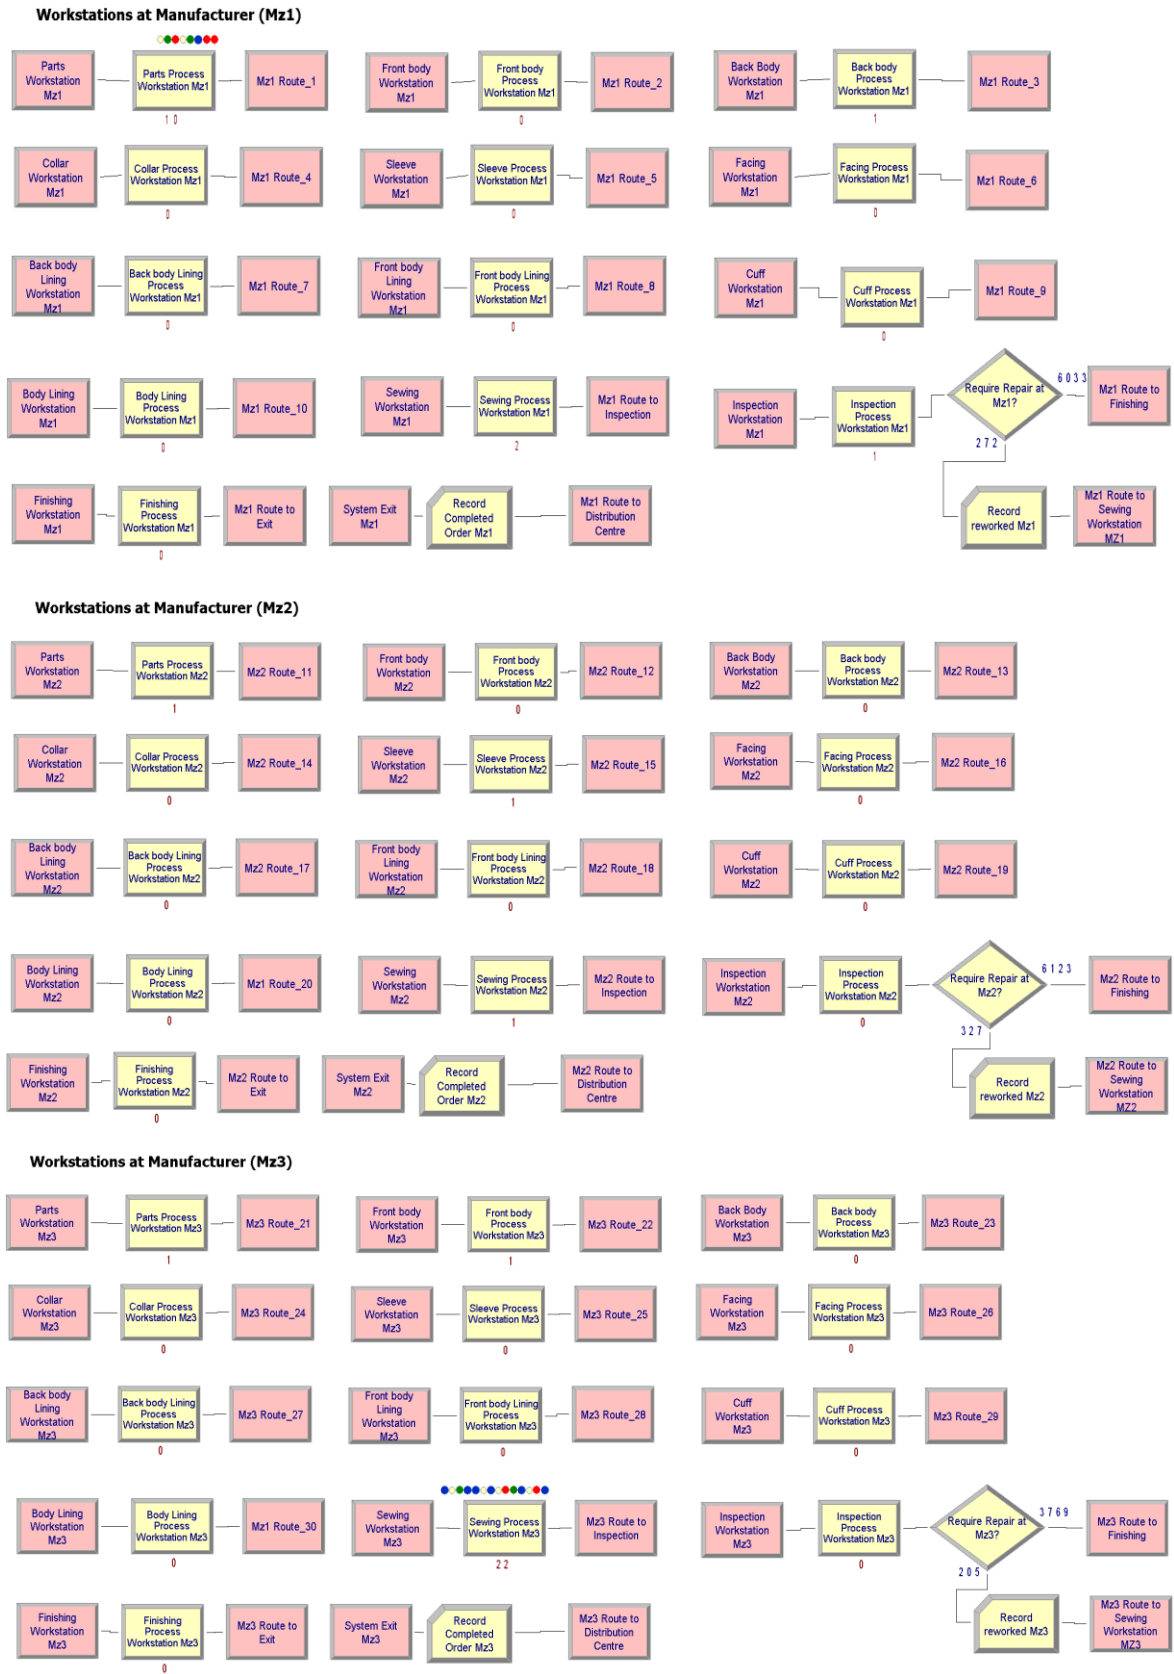 Workstations at Manufacturer (Mz1)
Parts
Workstation
Mz1
Parts Process
Workstation Mz1
1 0
Mz1 Route_1
Front body
Workstation
Mz1
Front body
Process
Workstation Mz1
0
Mz1 Route_2
Back Body
Workstation
Mz1
Back body
Process
Workstation Mz1
1
Mz1 Route_3
Collar
Workstation
Mz1
Collar Process
Workstation Mz1
0
Mz1 Route_4
Sleeve
Workstation
Mz1
Sleeve Process
Workstation Mz1
0
Mz1 Route_5
Facing
Workstation
Mz1
Facing Process
Workstation Mz1
0
Mz1 Route_6
Back body
Lining
Workstation
Mz1
Back body Lining
Process
Workstation Mz1
0
Mz1 Route_7
Front body
Lining
Workstation
Mz1
Front body Lining
Process
Workstation Mz1
0
Mz1 Route_8
Cuff
Workstation
Mz1
Cuff Process
Workstation Mz1
0
Mz1 Route_9
Body Lining
Workstation
Mz1
Body Lining
Process
Workstation Mz1
0
Mz1 Route_10
Sewing
Workstation
Mz1
Sewing Process
Workstation Mz1
2
Mz1 Route to
Inspection
Inspection
Workstation
Mz1
Inspection
Process
Workstation Mz1
1
Require Repair at
Mz1?
6 0 3 3
2 7 2
Mz1 Route to
Finishing
Finishing
Workstation
Mz1
Finishing
Process
Workstation Mz1
0
Mz1 Route to
Exit
System Exit
Mz1
Record
Completed
Order Mz1
Mz1 Route to
Distribution
Centre
Record
reworked Mz1
Mz1 Route to
Sewing
Workstation
MZ1
Workstations at Manufacturer (Mz2)
Parts
Workstation
Mz2
Parts Process
Workstation Mz2
1
Mz2 Route_11
Front body
Workstation
Mz2
Front body
Process
Workstation Mz2
0
Mz2 Route_12
Back Body
Workstation
Mz2
Back body
Process
Workstation Mz2
0
Mz2 Route_13
Collar
Workstation
Mz2
Collar Process
Workstation Mz2
0
Mz2 Route_14
Sleeve
Workstation
Mz2
Sleeve Process
Workstation Mz2
1
Mz2 Route_15
Facing
Workstation
Mz2
Facing Process
Workstation Mz2
0
Mz2 Route_16
Back body
Lining
Workstation
Mz2
Back body Lining
Process
Workstation Mz2
0
Mz2 Route_17
Front body
Lining
Workstation
Mz2
Front body Lining
Process
Workstation Mz2
0
Mz2 Route_18
Cuff
Workstation
Mz2
Cuff Process
Workstation Mz2
0
Mz2 Route_19
Body Lining
Workstation
Mz2
Body Lining
Process
Workstation Mz2
0
Mz1 Route_20
Sewing
Workstation
Mz2
Sewing Process
Workstation Mz2
1
Mz2 Route to
Inspection
Inspection
Workstation
Mz2
Inspection
Process
Workstation Mz2
0
Require Repair at
Mz2?
6 1 2 3
3 2 7
Mz2 Route to
Finishing
Finishing
Workstation
Mz2
Finishing
Process
Workstation Mz2
0
Mz2 Route to
Exit
System Exit
Mz2
Record
Completed
Order Mz2
Mz2 Route to
Distribution
Centre
Record
reworked Mz2
Mz2 Route to
Sewing
Workstation
MZ2
Workstations at Manufacturer (Mz3)
Parts
Workstation
Mz3
Parts Process
Workstation Mz3
1
Mz3 Route_21
Front body
Workstation
Mz3
Front body
Process
Workstation Mz3
1
Mz3 Route_22
Back Body
Workstation
Mz3
Back body
Process
Workstation Mz3
0
Mz3 Route_23
Collar
Workstation
Mz3
Collar Process
Workstation Mz3
0
Mz3 Route_24
Sleeve
Workstation
Mz3
Sleeve Process
Workstation Mz3
0
Mz3 Route_25
Facing
Workstation
Mz3
Facing Process
Workstation Mz3
0
Mz3 Route_26
Back body
Lining
Workstation
Mz3
Back body Lining
Process
Workstation Mz3
0
Mz3 Route_27
Front body
Lining
Workstation
Mz3
Front body Lining
Process
Workstation Mz3
0
Mz3 Route_28
Cuff
Workstation
Mz3
Cuff Process
Workstation Mz3
0
Mz3 Route_29
Body Lining
Workstation
Mz3
Body Lining
Process
Workstation Mz3
0
Mz1 Route_30
Sewing
Workstation
Mz3
Sewing Process
Workstation Mz3
2 2
Mz3 Route to
Inspection
Inspection
Workstation
Mz3
Inspection
Process
Workstation Mz3
0
Require Repair at
Mz3?
3 7 6 9
2 0 5
Mz3 Route to
Finishing
Finishing
Workstation
Mz3
Finishing
Process
Workstation Mz3
0
Mz3 Route to
Exit
System Exit
Mz3
Record
Completed
Order Mz3
Mz3 Route to
Distribution
Centre
Record
reworked Mz3
Mz3 Route to
Sewing
Workstation
MZ3